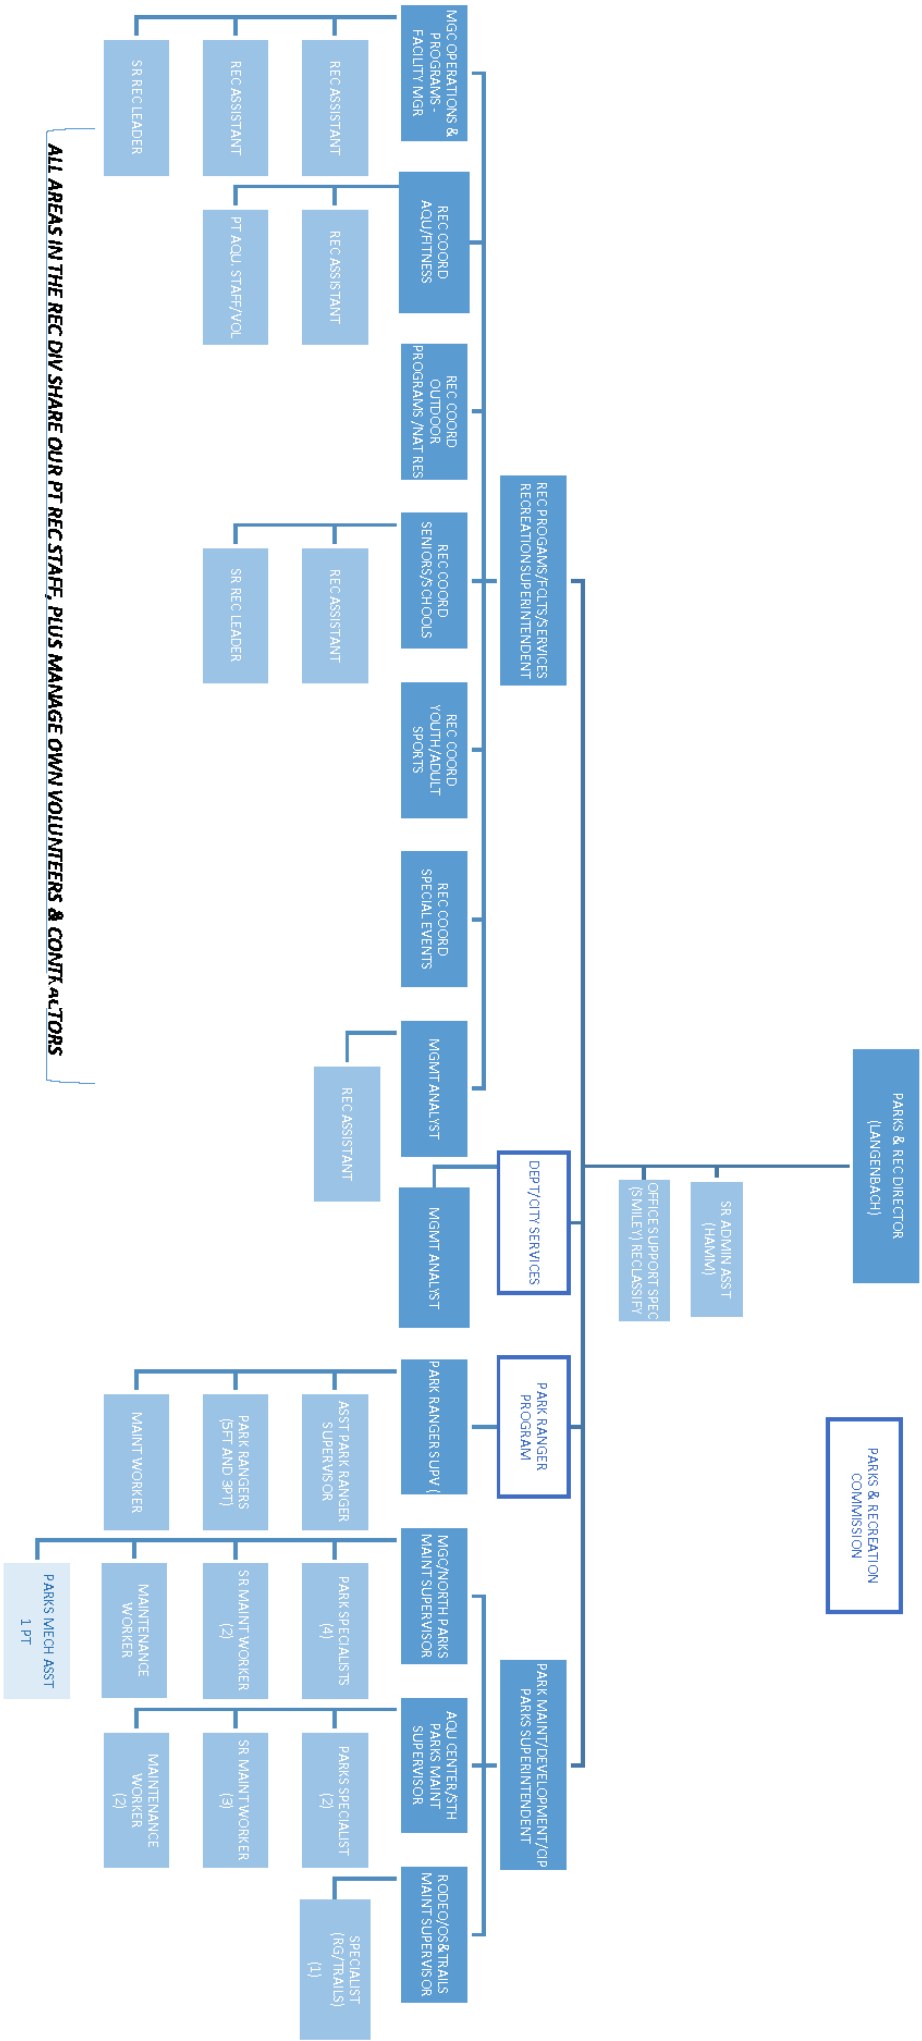 PARKS & REC DIRECTOR
(LANGENBACH)
PARKS & RECREATION
COMMISSION
SR ADMIN ASST
(HAMM)
OFFICE SUPPORT SPEC
(SMILEY) RECLASSIFY
REC PROGAMS/FCLTS/SERVICES
RECREATION SUPERINTENDENT
DEPT/CITY SERVICES
PARK RANGER
PROGRAM
PARK MAINT/DEVELOPMENT/CIP
PARKS SUPERINTENDENT
MGC OPERATIONS &
PROGRAMS -
FACILITY MGR
REC COORD
AQU/FITNESS
REC COORD
OUTDOOR
PROGRAMS /NAT RES
REC COORD
SENIORS/SCHOOLS
REC COORD
YOUTH/ADULT
SPORTS
REC COORD
SPECIAL EVENTS
MGMT ANALYST
MGMT ANALYST
PARK RANGER SUPV (
MGC/NORTH PARKS
MAINT SUPERVISOR
AQU CENTER/STH
PARKS MAINT
SUPERVISOR
RODEO/OS&TRAILS
MAINT SUPERVISOR
REC ASSISTANT
REC ASSISTANT
REC ASSISTANT
REC ASSISTANT
ASST PARK RANGER
SUPERVISOR
PARK SPECIALISTS
(4)
PARKS SPECIALIST
(2)
SPECIALIST
(RG/TRAILS)
(1)
REC ASSISTANT
PT AQU. STAFF/VOL
SR REC LEADER
PARK RANGERS
(5FT AND 3PT)
SR MAINT WORKER
(2)
SR MAINT WORKER
(3)
SR REC LEADER
MAINT WORKER
MAINTENANCE
WORKER
MAINTENANCE
WORKER
(2)
PARKS MECH ASST
1 PT
ALL AREAS IN THE REC DIV SHARE OUR PT REC STAFF, PLUS MANAGE OWN VOLUNTEERS & CONTRACTORS